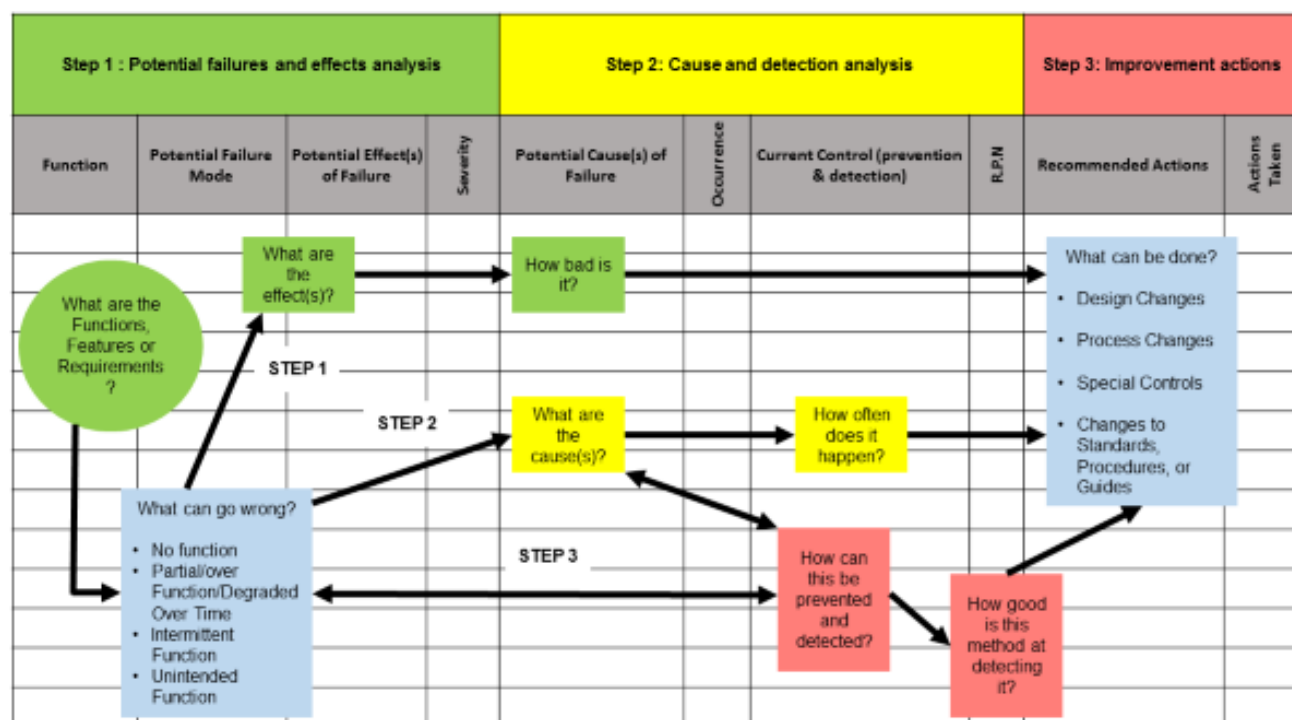 Step 1 : Potential failures and effects analysis
Step 2: Cause and detection analysis
Step 3: Improvement actions
Function
Potential Failure
Mode
Potential Effect(s)
of Failure
Severity
Potential Cause(s) of
Failure
Occurrence
Current Control (prevention
& detection)
R.P.N
Recommended Actions
Actions
Taken
What are the
Functions,
Features or
Requirements
?
What are
the
effect(s)?
How bad is
it?
What can be done?
• Design Changes
• Process Changes
• Special Controls
• Changes to
Standards,
Procedures, or
Guides
STEP 1
STEP 2
What are
the
cause(s)?
How often
does it
happen?
What can go wrong?
• No function
• Partial/over
Function/Degraded
Over Time
• Intermittent
Function
• Unintended
Function
STEP 3
How can
this be
prevented
and
detected?
How good
is this
method at
detecting
it?